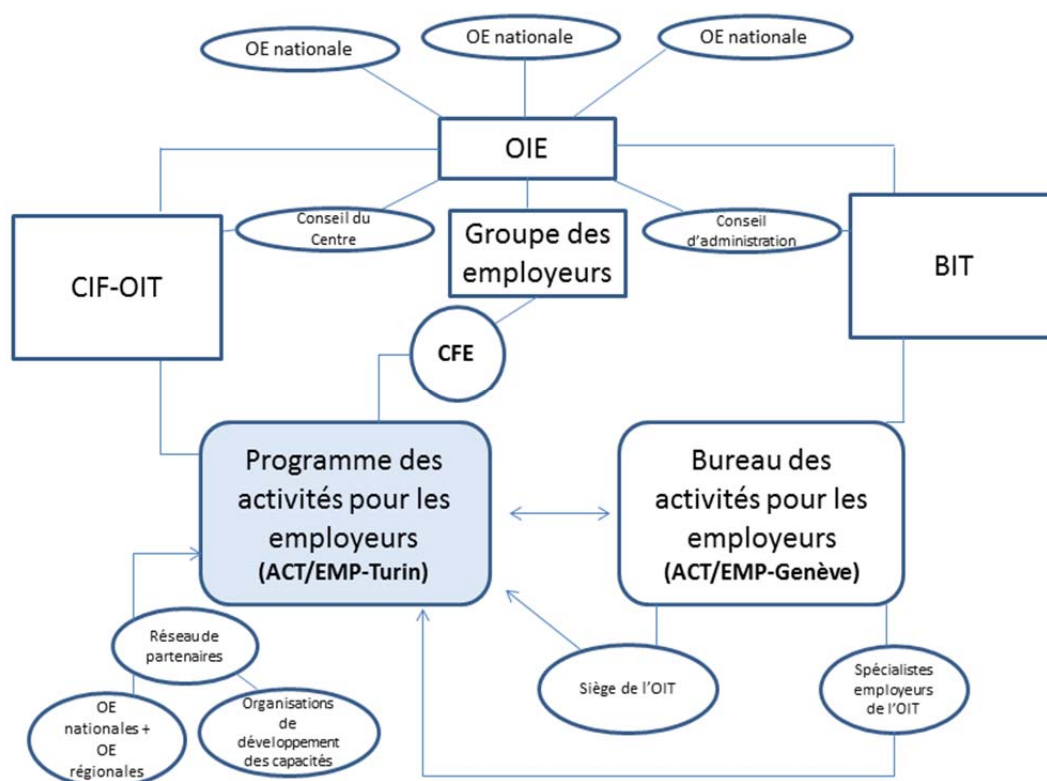 OE nationale
OE nationale
OE nationale
OIE
CIF-OIT
Conseil du
Centre
Groupe des
employeurs
Conseil
d'administration
BIT
CFE
Programme des
activités pour les
employeurs
(ACT/EMP-Turin)
Bureau des
activités pour les
employeurs
(ACT/EMP-Genève)
Réseau de
partenaires
OE
nationales +
OE
régionales
Organisations
de
développement
des capacités
Siège de l'OIT
Spécialistes
employeurs
de l'OIT